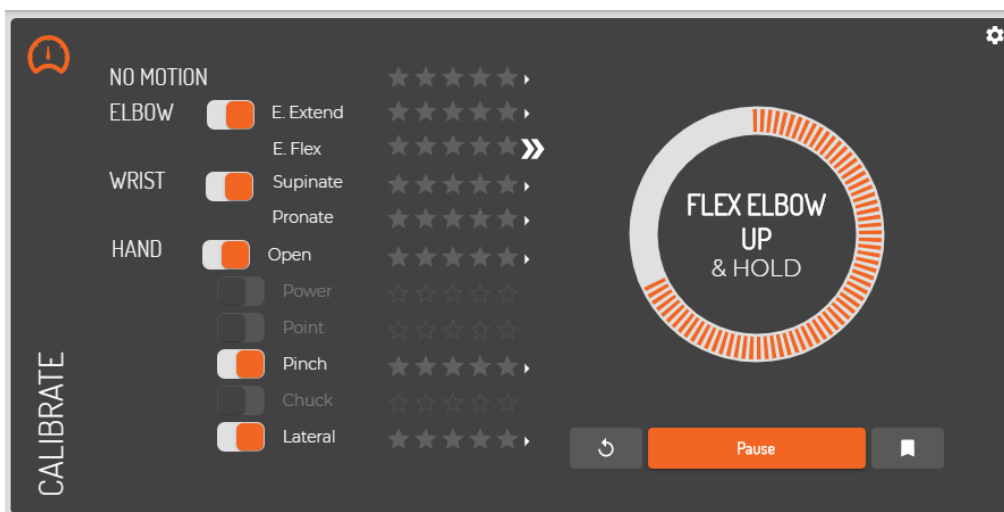 NO MOTION
ELBOW E. Extend
E. Flex
WRIST Supinate
Pronate
HAND Open
Power
Point
Pinch
Chuck
Lateral
CALIBRATE
FLEX ELBOW
UP
& HOLD
Pause